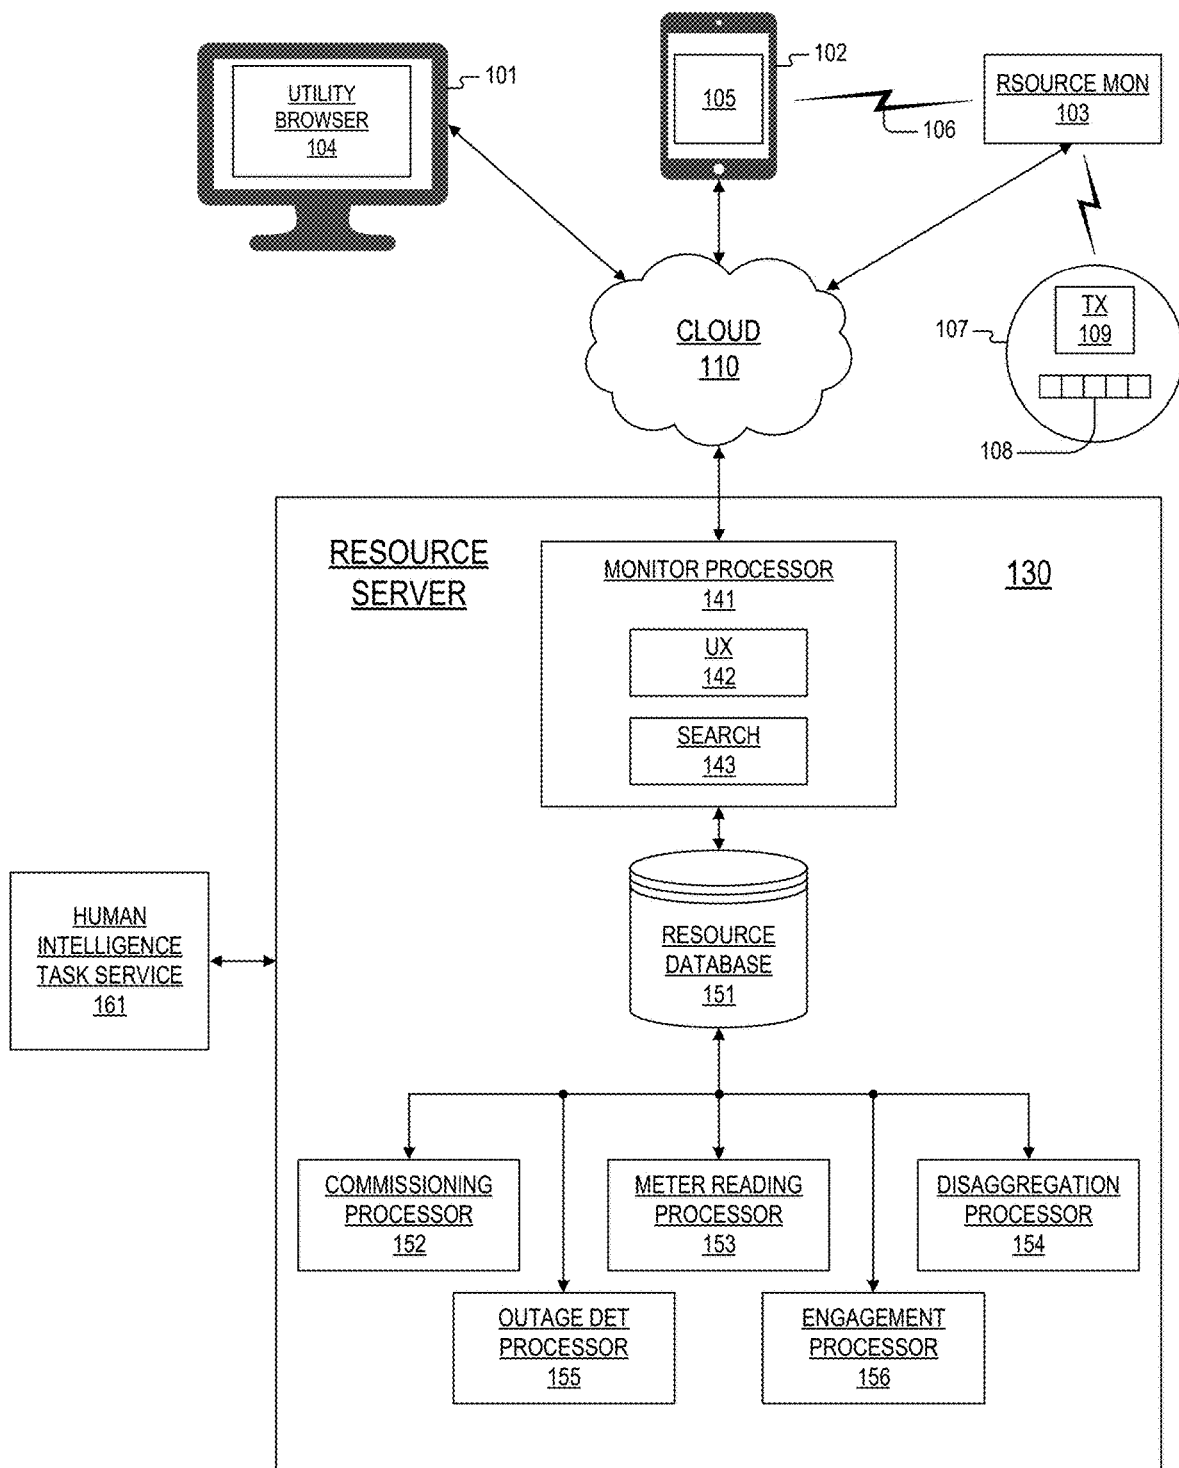 UTILITY
BROWSER
104
101
105
102
106
RSOURCE MON
103
TX
109
107
108
CLOUD
110
RESOURCE
SERVER
130
MONITOR PROCESSOR
141
UX
142
SEARCH
143
HUMAN
INTELLIGENCE
TASK SERVICE
161
RESOURCE
DATABASE
151
COMMISSIONING
PROCESSOR
152
METER READING
PROCESSOR
153
DISAGGREGATION
PROCESSOR
154
OUTAGE DET
PROCESSOR
155
ENGAGEMENT
PROCESSOR
156